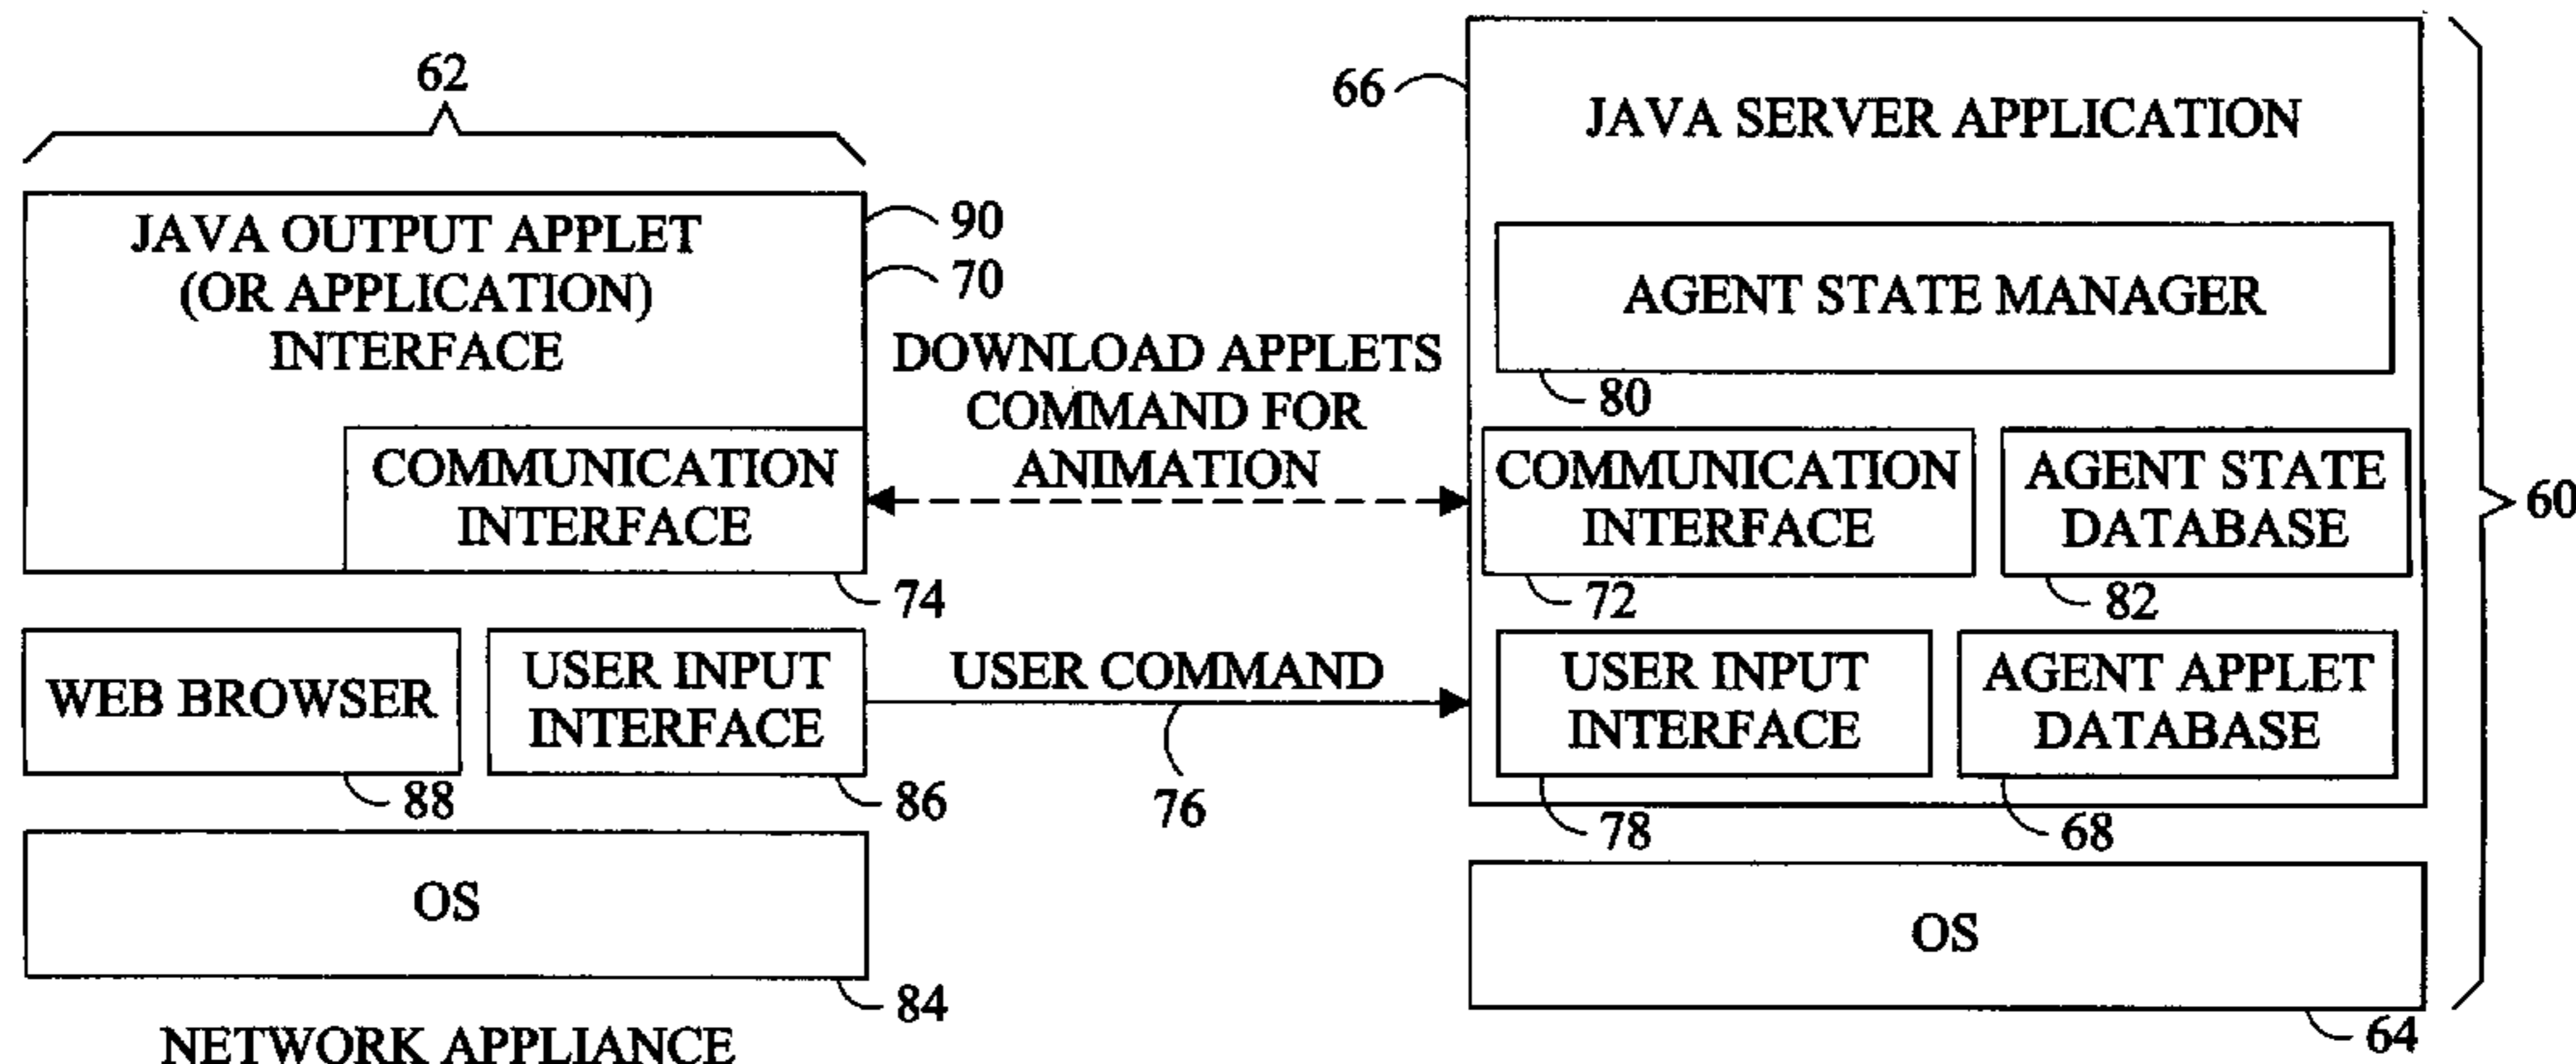 62
JAVA OUTPUT APPLET
(OR APPLICATION)
INTERFACE
90
70
COMMUNICATION
INTERFACE
74
WEB BROWSER
88
USER INPUT
INTERFACE
86
OS
84
NETWORK APPLIANCE
DOWNLOAD APPLETS
COMMAND FOR
ANIMATION
USER COMMAND
76
66
JAVA SERVER APPLICATION
AGENT STATE MANAGER
80
COMMUNICATION
INTERFACE
72
AGENT STATE
DATABASE
82
USER INPUT
INTERFACE
78
AGENT APPLET
DATABASE
68
60
OS
64